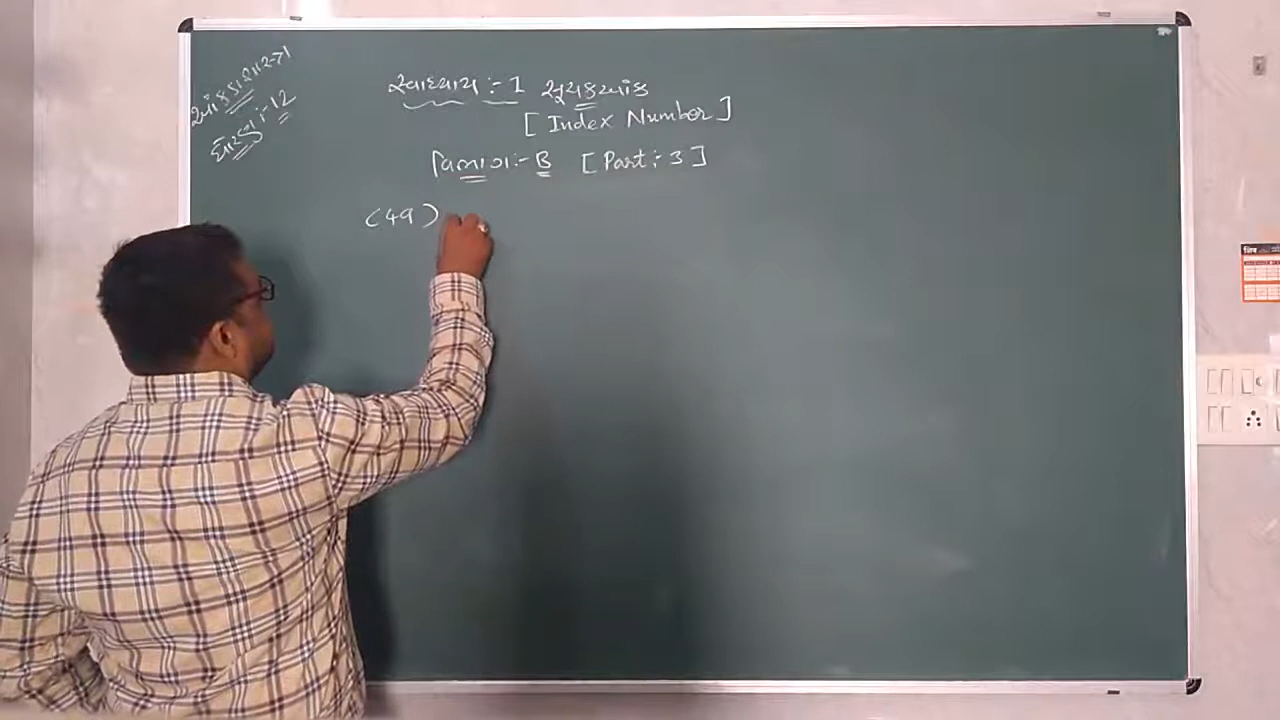 આંકડાશાસ્ત્ર
ધોરણ :- 12
સ્વાધ્યાય :- 1 સૂચકઆંક
[ Index Number ]
વિભાગ :- B [ Part :- 3 ]
(49)